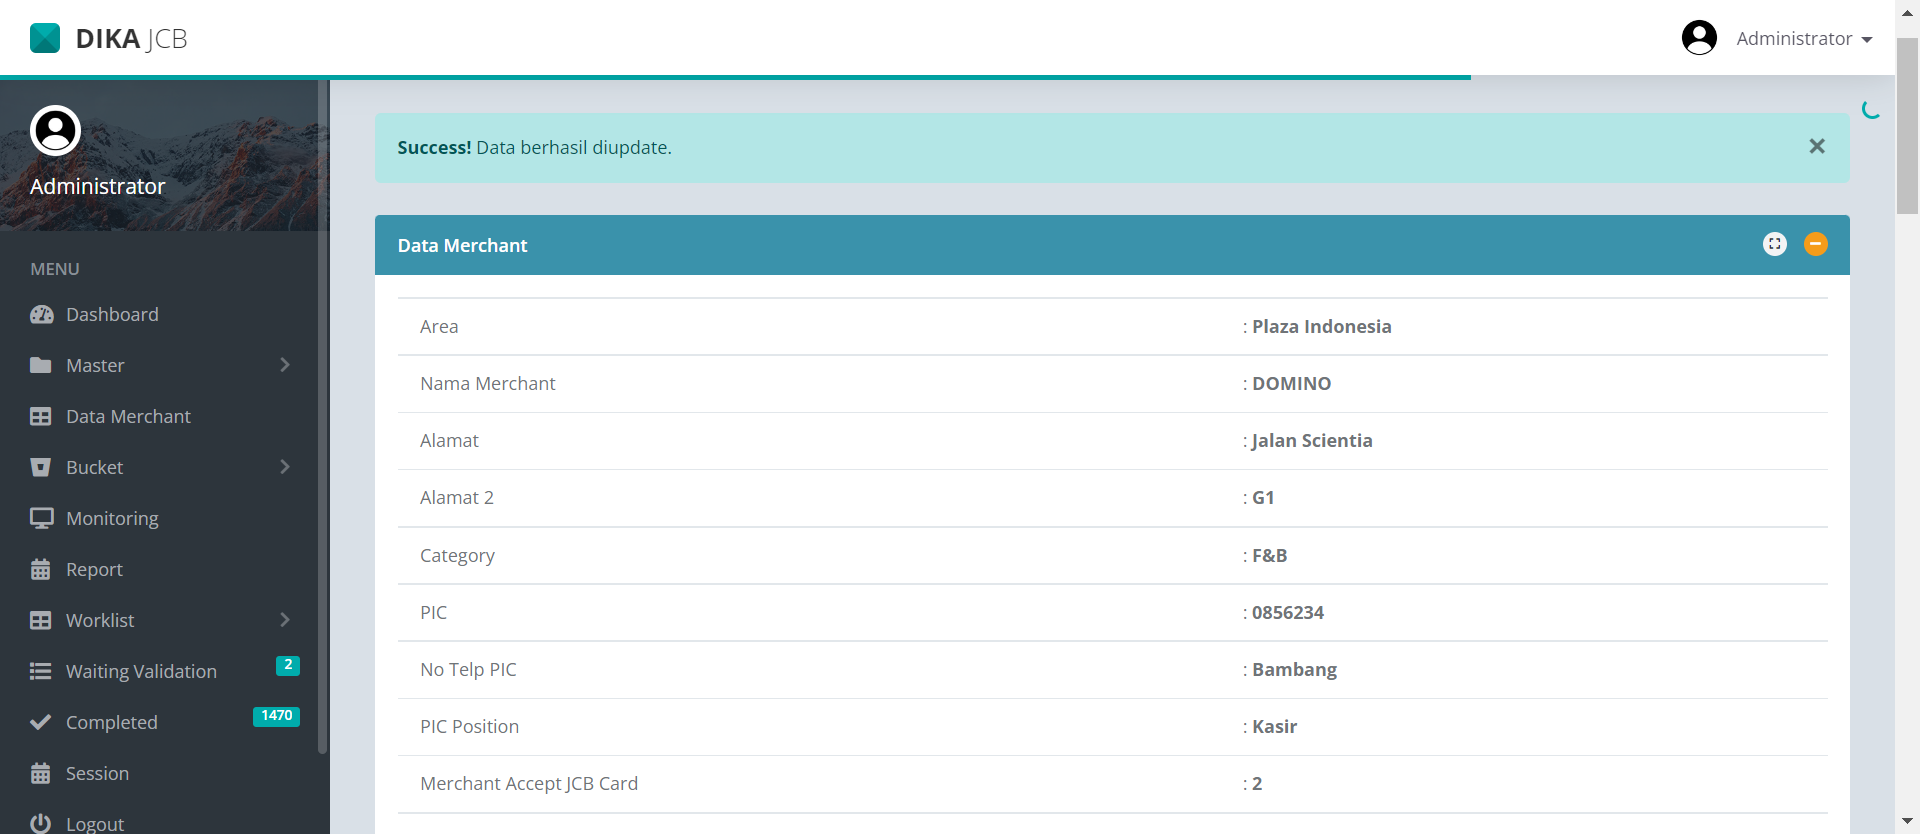 DIKA JCB
Administrator
Administrator
MENU
Dashboard
Master
Data Merchant
Bucket
Monitoring
Report
Worklist
Waiting Validation 2
Completed 1470
Session
Logout
Success! Data berhasil diupdate. ×
Data Merchant
Area : Plaza Indonesia
Nama Merchant : DOMINO
Alamat : Jalan Scientia
Alamat 2 : G1
Category : F&B
PIC : 0856234
No Telp PIC : Bambang
PIC Position : Kasir
Merchant Accept JCB Card : 2